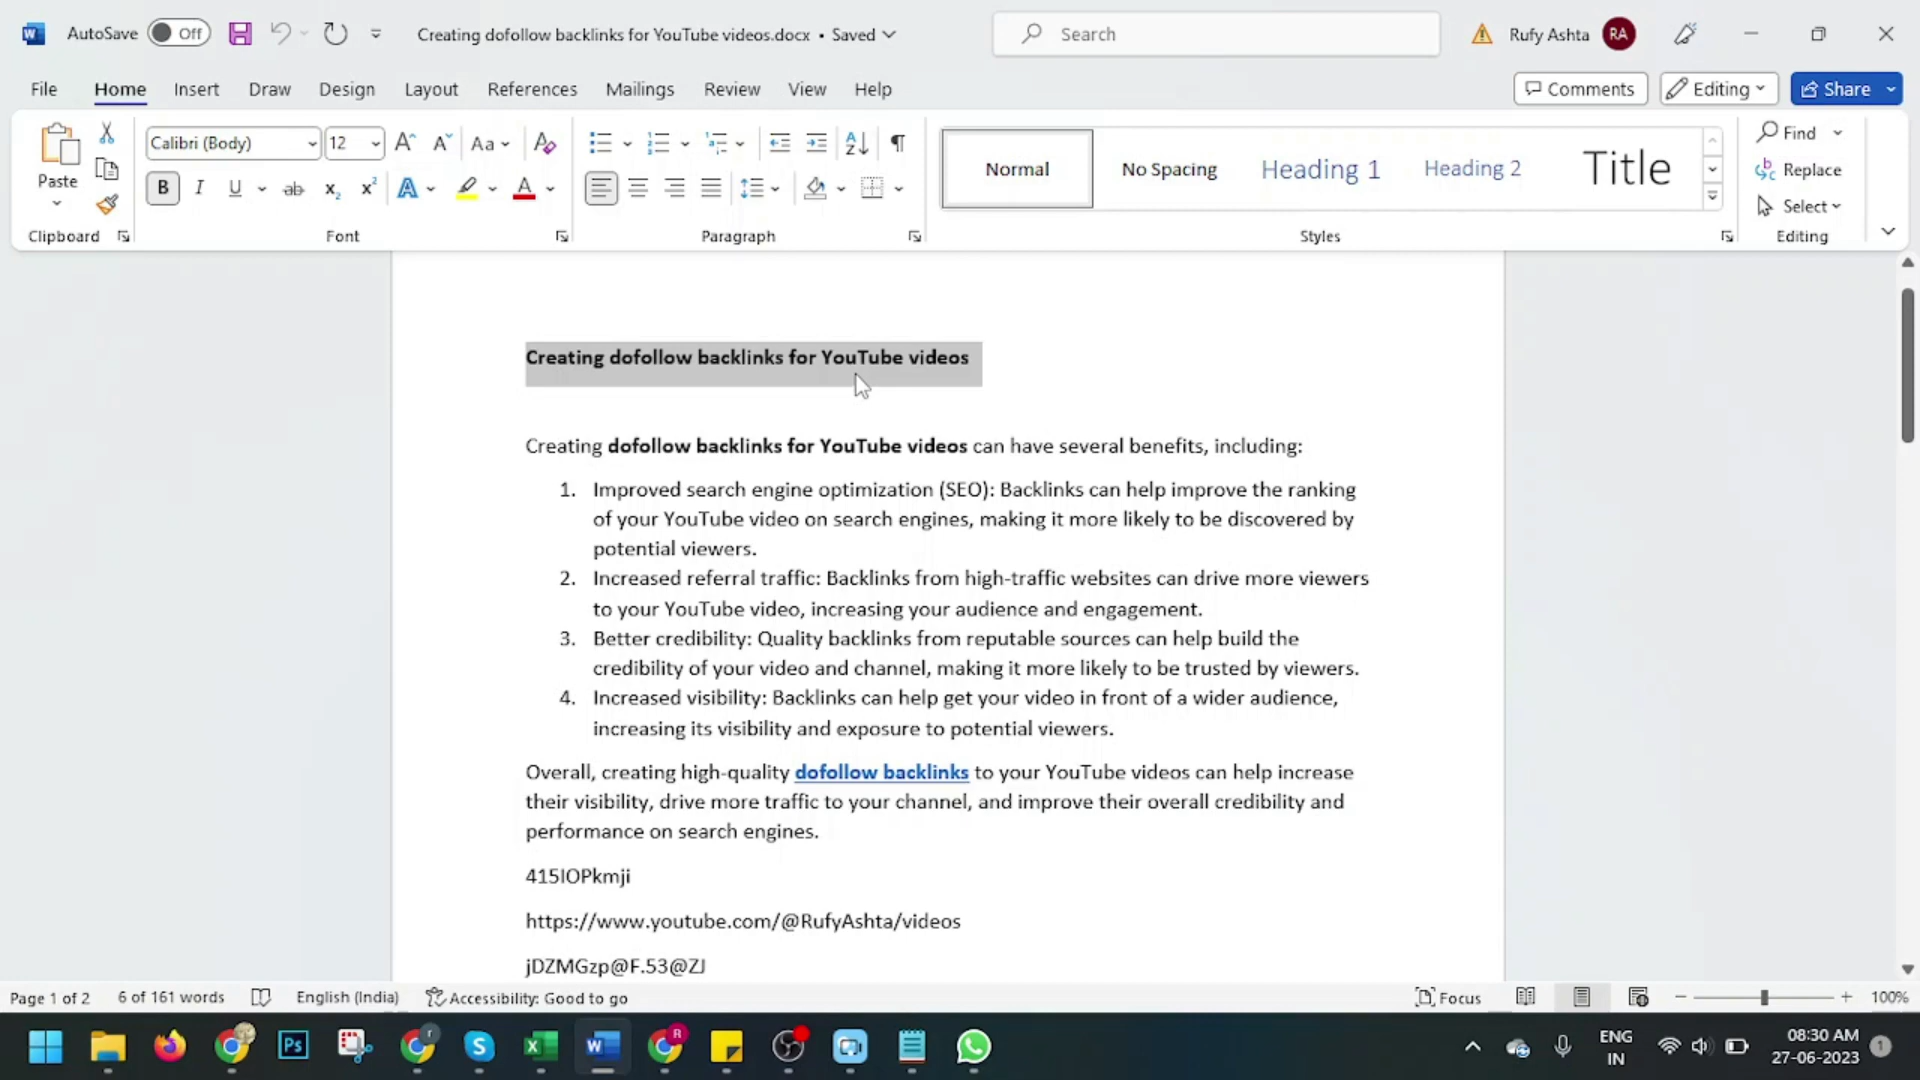 AutoSave Off Creating dofollow backlinks for YouTube videos.docx • Saved Search Rufy Ashta RA
File Home Insert Draw Design Layout References Mailings Review View Help Comments Editing Share
Paste Calibri (Body) 12 Aa Normal No Spacing Heading 1 Heading 2 Title Find
Replace
Select
Clipboard Font Paragraph Styles Editing
Creating dofollow backlinks for YouTube videos
Creating dofollow backlinks for YouTube videos can have several benefits, including:
1. Improved search engine optimization (SEO): Backlinks can help improve the ranking
of your YouTube video on search engines, making it more likely to be discovered by
potential viewers.
2. Increased referral traffic: Backlinks from high-traffic websites can drive more viewers
to your YouTube video, increasing your audience and engagement.
3. Better credibility: Quality backlinks from reputable sources can help build the
credibility of your video and channel, making it more likely to be trusted by viewers.
4. Increased visibility: Backlinks can help get your video in front of a wider audience,
increasing its visibility and exposure to potential viewers.
Overall, creating high-quality dofollow backlinks to your YouTube videos can help increase
their visibility, drive more traffic to your channel, and improve their overall credibility and
performance on search engines.
415IOPkmji
https://www.youtube.com/@RufyAshta/videos
jDZMGzp@F.53@ZJ
Page 1 of 2 6 of 161 words English (India) Accessibility: Good to go Focus 100%
ENG 08:30 AM
IN 27-06-2023 1